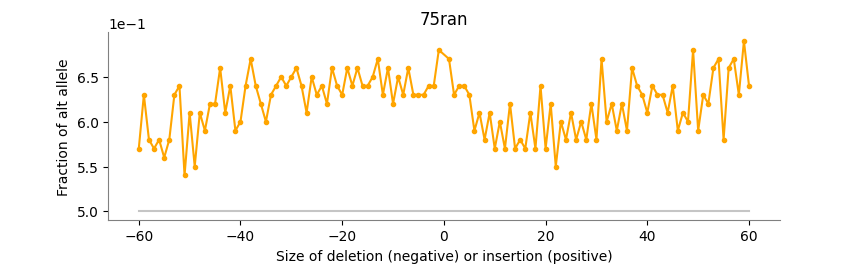 75ran
1e−1
Fraction of alt allele
6.5
6.0
5.5
5.0
−60 −40 −20 0 20 40 60
Size of deletion (negative) or insertion (positive)